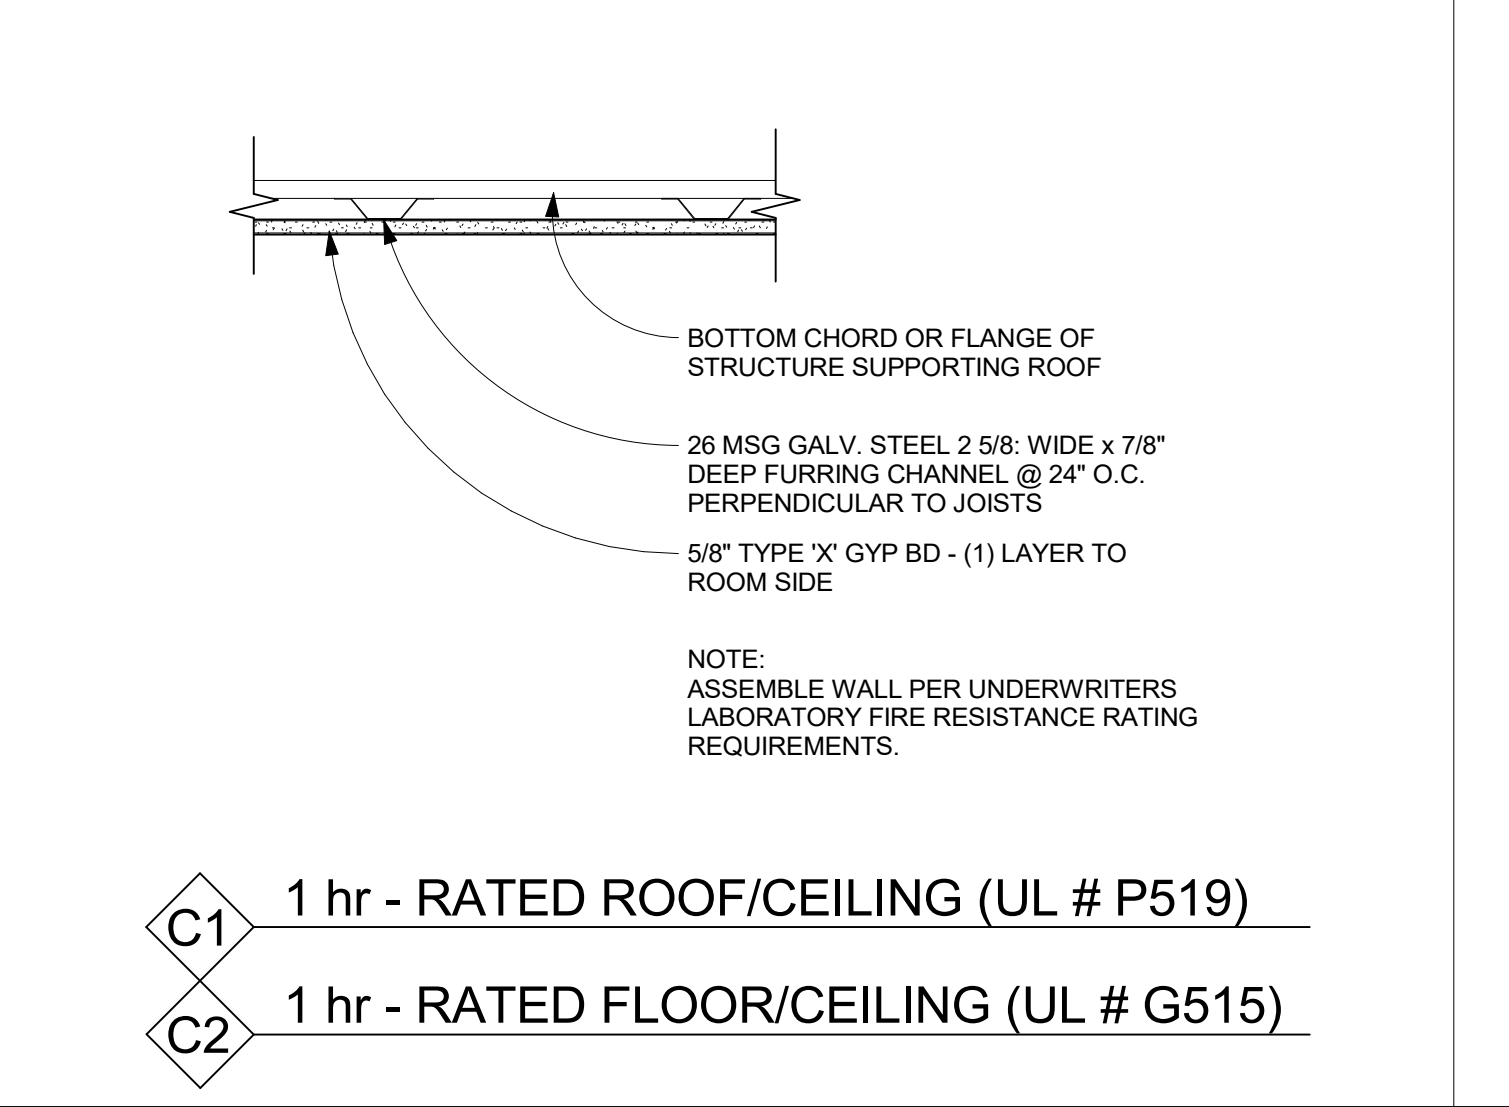 BOTTOM CHORD OR FLANGE OF
STRUCTURE SUPPORTING ROOF
26 MSG GALV. STEEL 2 5/8: WIDE x 7/8"
DEEP FURRING CHANNEL @ 24" O.C.
PERPENDICULAR TO JOISTS
5/8" TYPE 'X' GYP BD - (1) LAYER TO
ROOM SIDE
NOTE:
ASSEMBLE WALL PER UNDERWRITERS
LABORATORY FIRE RESISTANCE RATING
REQUIREMENTS.
C1 1 hr - RATED ROOF/CEILING (UL # P519)
C2 1 hr - RATED FLOOR/CEILING (UL # G515)